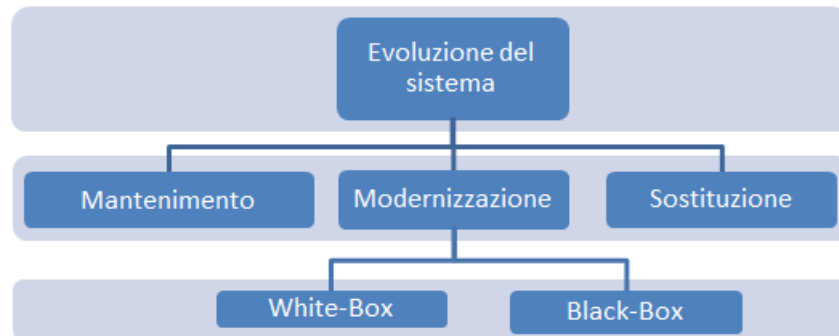 Evoluzione del
sistema
Mantenimento
Modernizzazione
Sostituzione
White-Box
Black-Box